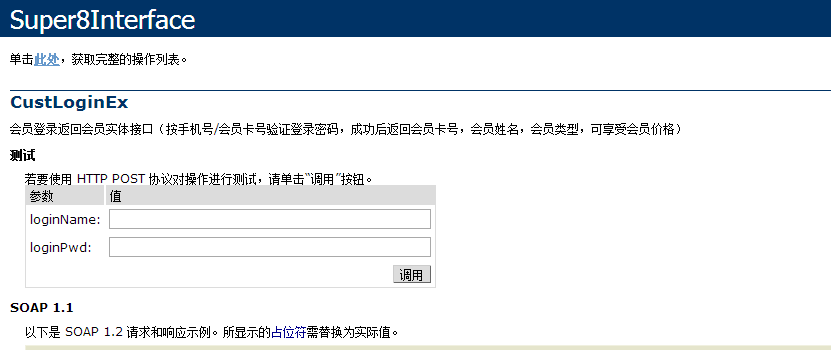 Super8Interface
单击此处，获取完整的操作列表。
CustLoginEx
会员登录返回会员实体接口（按手机号/会员卡号验证登录密码，成功后返回会员卡号，会员姓名，会员类型，可享受会员价格）
测试
若要使用 HTTP POST 协议对操作进行测试，请单击“调用”按钮。
参数 值
loginName:
loginPwd:
调用
SOAP 1.1
以下是 SOAP 1.2 请求和响应示例。所显示的占位符需替换为实际值。